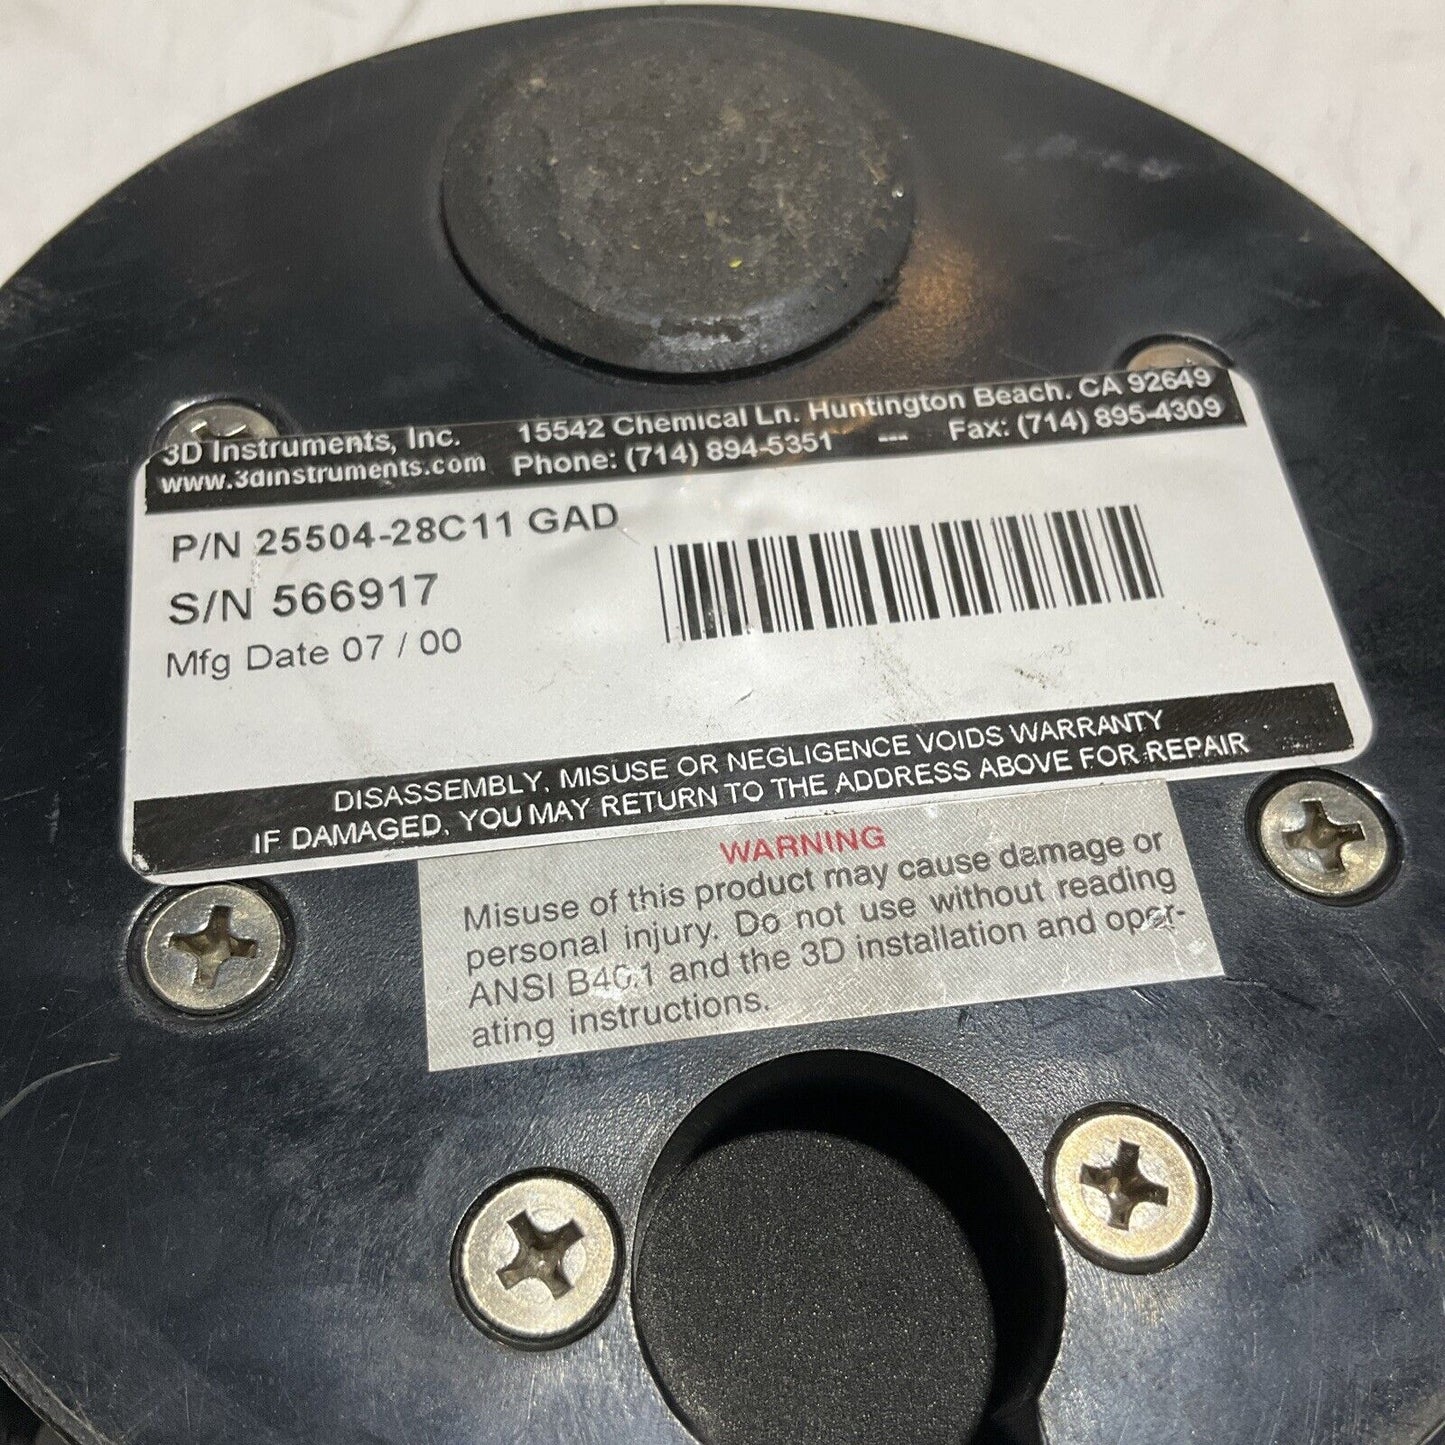 3D Instruments, Inc. 15542 Chemical Ln. Huntington Beach. CA 92649
www.3dinstruments.com Phone: (714) 894-5351 --- Fax: (714) 895-4309
P/N 25504-28C11 GAD
S/N 566917
Mfg Date 07 / 00
DISASSEMBLY, MISUSE OR NEGLIGENCE VOIDS WARRANTY
IF DAMAGED, YOU MAY RETURN TO THE ADDRESS ABOVE FOR REPAIR
WARNING
Misuse of this product may cause damage or
personal injury. Do not use without reading
ANSI B40.1 and the 3D installation and oper-
ating instructions.